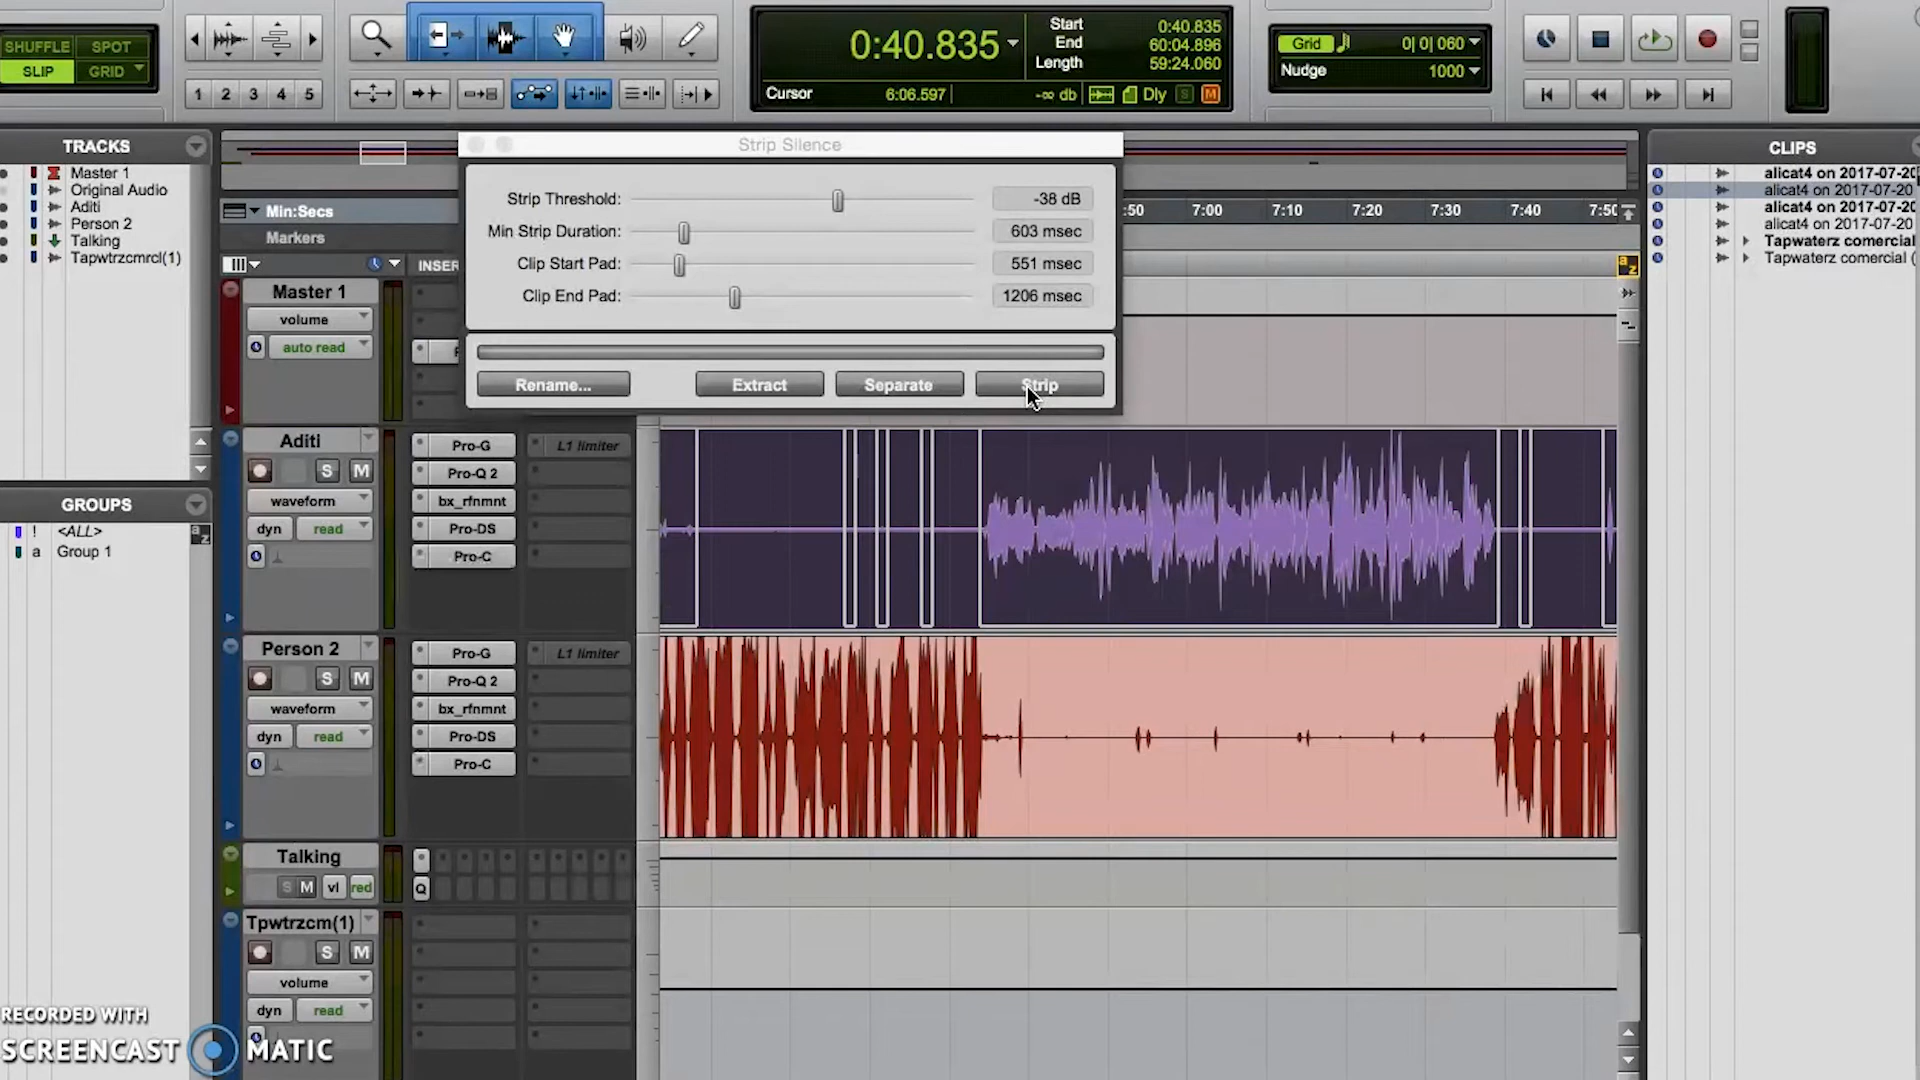 SHUFFLE SPOT
SLIP GRID
1 2 3 4 5
0:40.835
Start 0:40.835
End 60:04.896
Length 59:24.060
Cursor 6:06.597 -∞ db Dly S M
Grid 0| 0| 060
Nudge 1000
TRACKS
Master 1
Original Audio
Aditi
Person 2
Talking
Tapwtrzcmrcl(1)
GROUPS
! <ALL>
a Group 1
Strip Silence
Strip Threshold: -38 dB
Min Strip Duration: 603 msec
Clip Start Pad: 551 msec
Clip End Pad: 1206 msec
Rename... Extract Separate Strip
Min:Secs
:50 7:00 7:10 7:20 7:30 7:40 7:50
Markers
INSER
Master 1
volume
auto read
Aditi
S M
waveform
dyn read
Pro-G L1 limiter
Pro-Q 2
bx_rfnmnt
Pro-DS
Pro-C
Person 2
S M
waveform
dyn read
Pro-G L1 limiter
Pro-Q 2
bx_rfnmnt
Pro-DS
Pro-C
Talking
S M vl red
Q
Tpwtrzcm(1)
S M
volume
dyn read
CLIPS
alicat4 on 2017-07-20
alicat4 on 2017-07-20
alicat4 on 2017-07-20
alicat4 on 2017-07-20
Tapwaterz comercial
Tapwaterz comercial (
a z
a z
RECORDED WITH
SCREENCAST MATIC